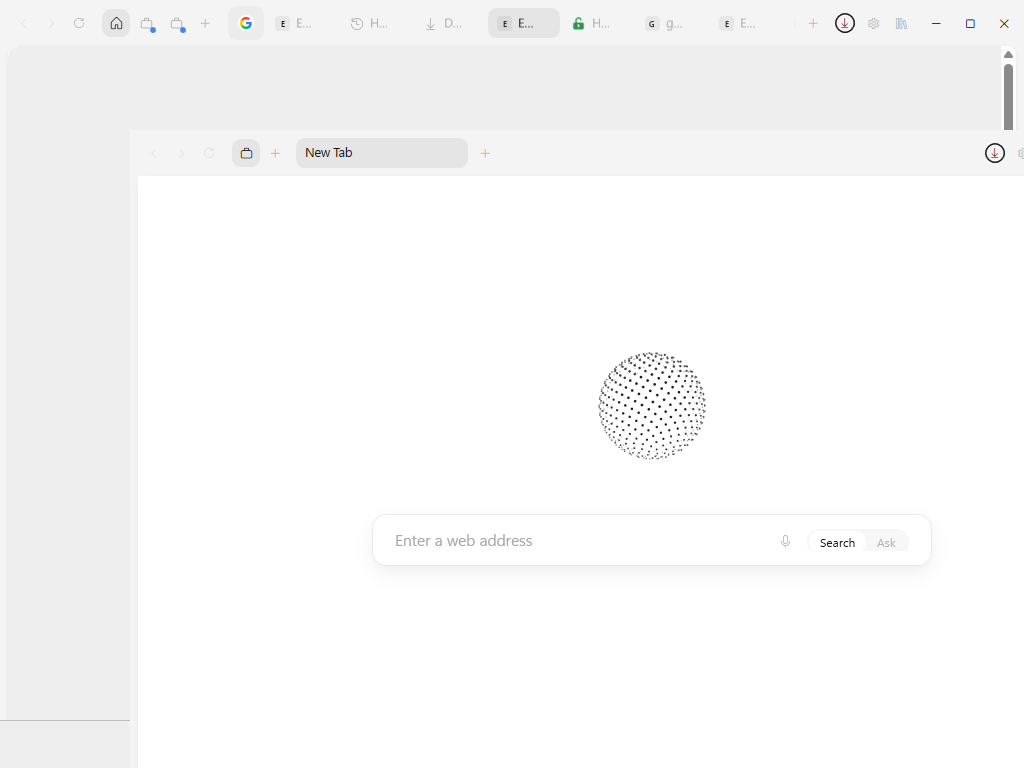 E E...
H...
D...
E E...
H...
G g...
E E...
New Tab
Enter a web address
Search Ask